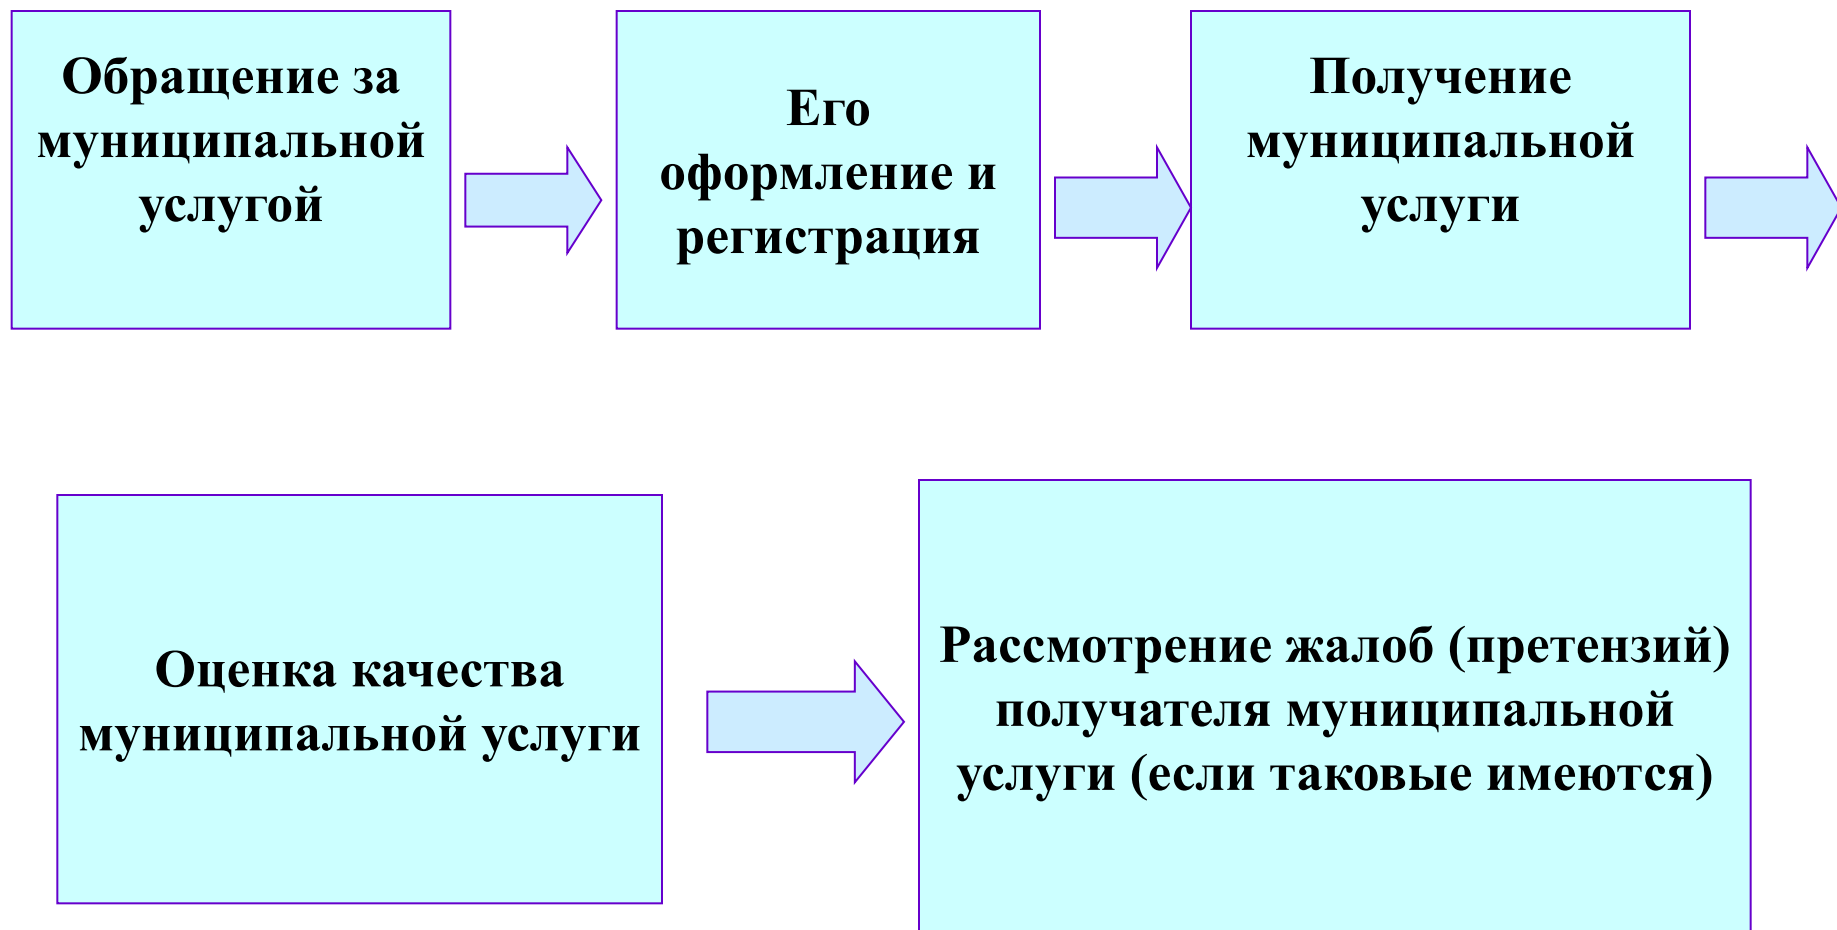 Обращение за
муниципальной
услугой
Его
оформление и
регистрация
Получение
муниципальной
услуги
Оценка качества
муниципальной услуги
Рассмотрение жалоб (претензий)
получателя муниципальной
услуги (если таковые имеются)